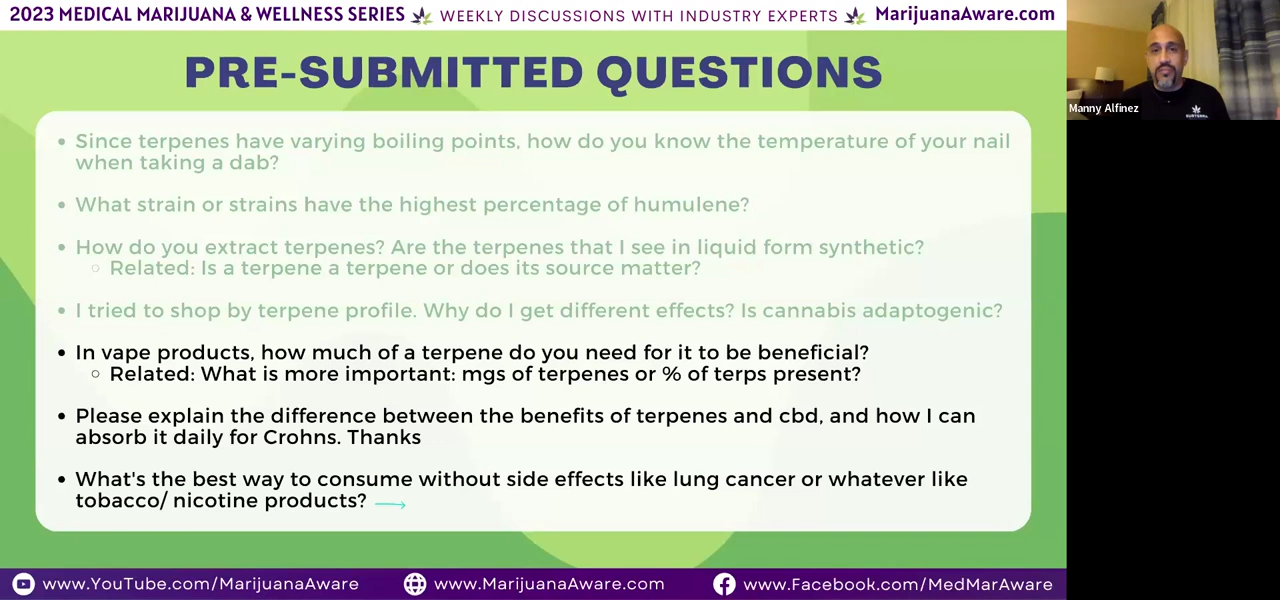 2023 MEDICAL MARIJUANA & WELLNESS SERIES WEEKLY DISCUSSIONS WITH INDUSTRY EXPERTS MarijuanaAware.com
PRE-SUBMITTED QUESTIONS
• Since terpenes have varying boiling points, how do you know the temperature of your nail
when taking a dab?
• What strain or strains have the highest percentage of humulene?
• How do you extract terpenes? Are the terpenes that I see in liquid form synthetic?
○ Related: Is a terpene a terpene or does its source matter?
• I tried to shop by terpene profile. Why do I get different effects? Is cannabis adaptogenic?
• In vape products, how much of a terpene do you need for it to be beneficial?
○ Related: What is more important: mgs of terpenes or % of terps present?
• Please explain the difference between the benefits of terpenes and cbd, and how I can
absorb it daily for Crohns. Thanks
• What's the best way to consume without side effects like lung cancer or whatever like
tobacco/ nicotine products?
www.YouTube.com/MarijuanaAware www.MarijuanaAware.com www.Facebook.com/MedMarAware
Manny Alfinez